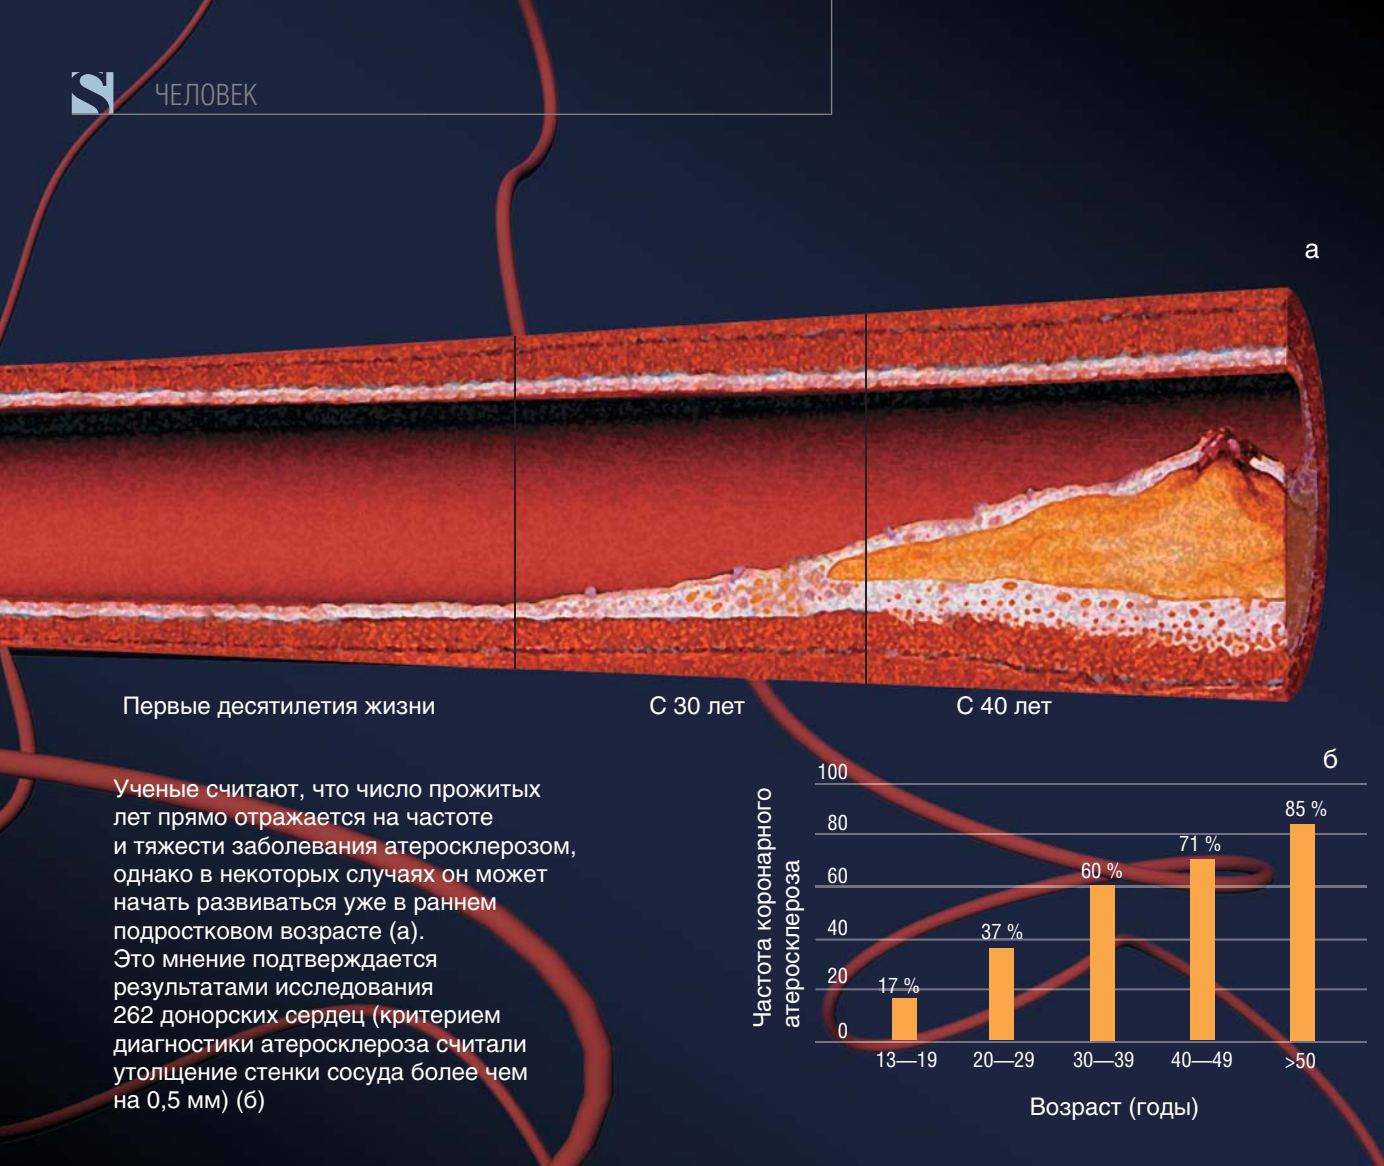 ЧЕЛОВЕК
а
Первые десятилетия жизни
С 30 лет
С 40 лет
Ученые считают, что число прожитых
лет прямо отражается на частоте
и тяжести заболевания атеросклерозом,
однако в некоторых случаях он может
начать развиваться уже в раннем
подростковом возрасте (а).
Это мнение подтверждается
результатами исследования
262 донорских сердец (критерием
диагностики атеросклероза считали
утолщение стенки сосуда более чем
на 0,5 мм) (б)
б
Частота коронарного
атеросклероза
100
80
60
40
20
0
17 %
37 %
60 %
71 %
85 %
13—19
20—29
30—39
40—49
>50
Возраст (годы)